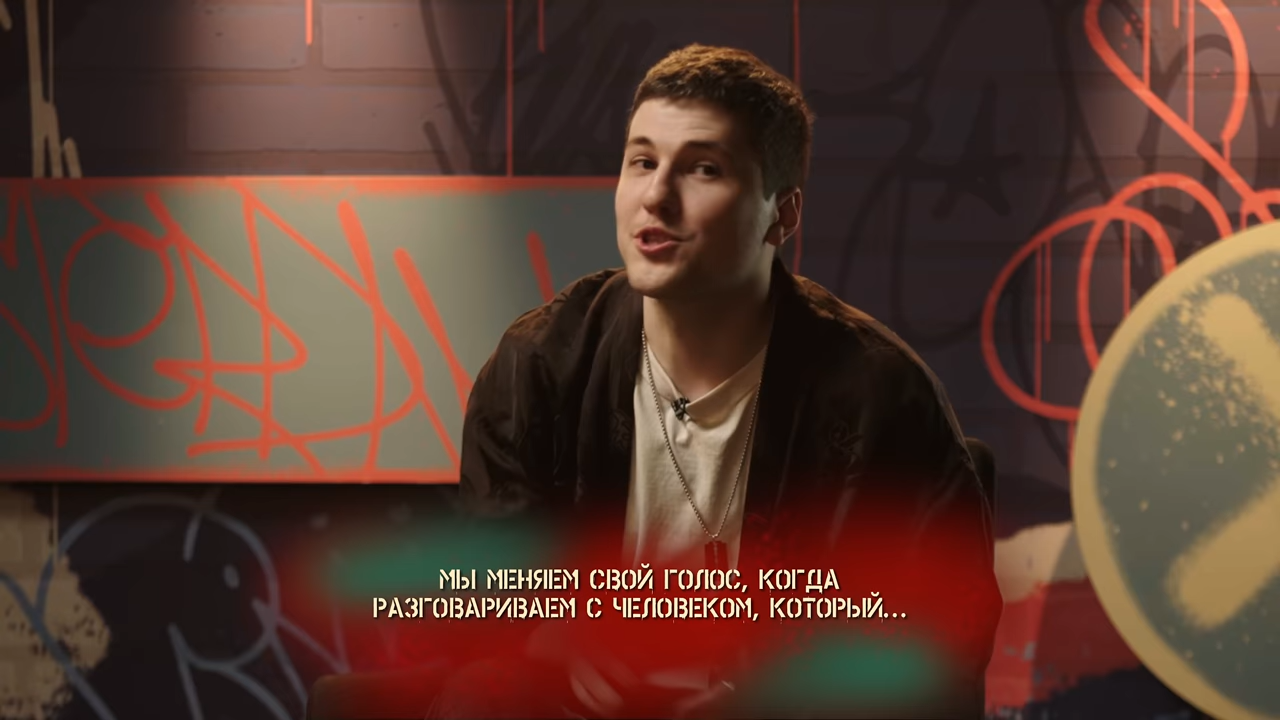 МЫ МЕНЯЕМ СВОЙ ГОЛОС, КОГДА
РАЗГОВАРИВАЕМ С ЧЕЛОВЕКОМ, КОТОРЫЙ...